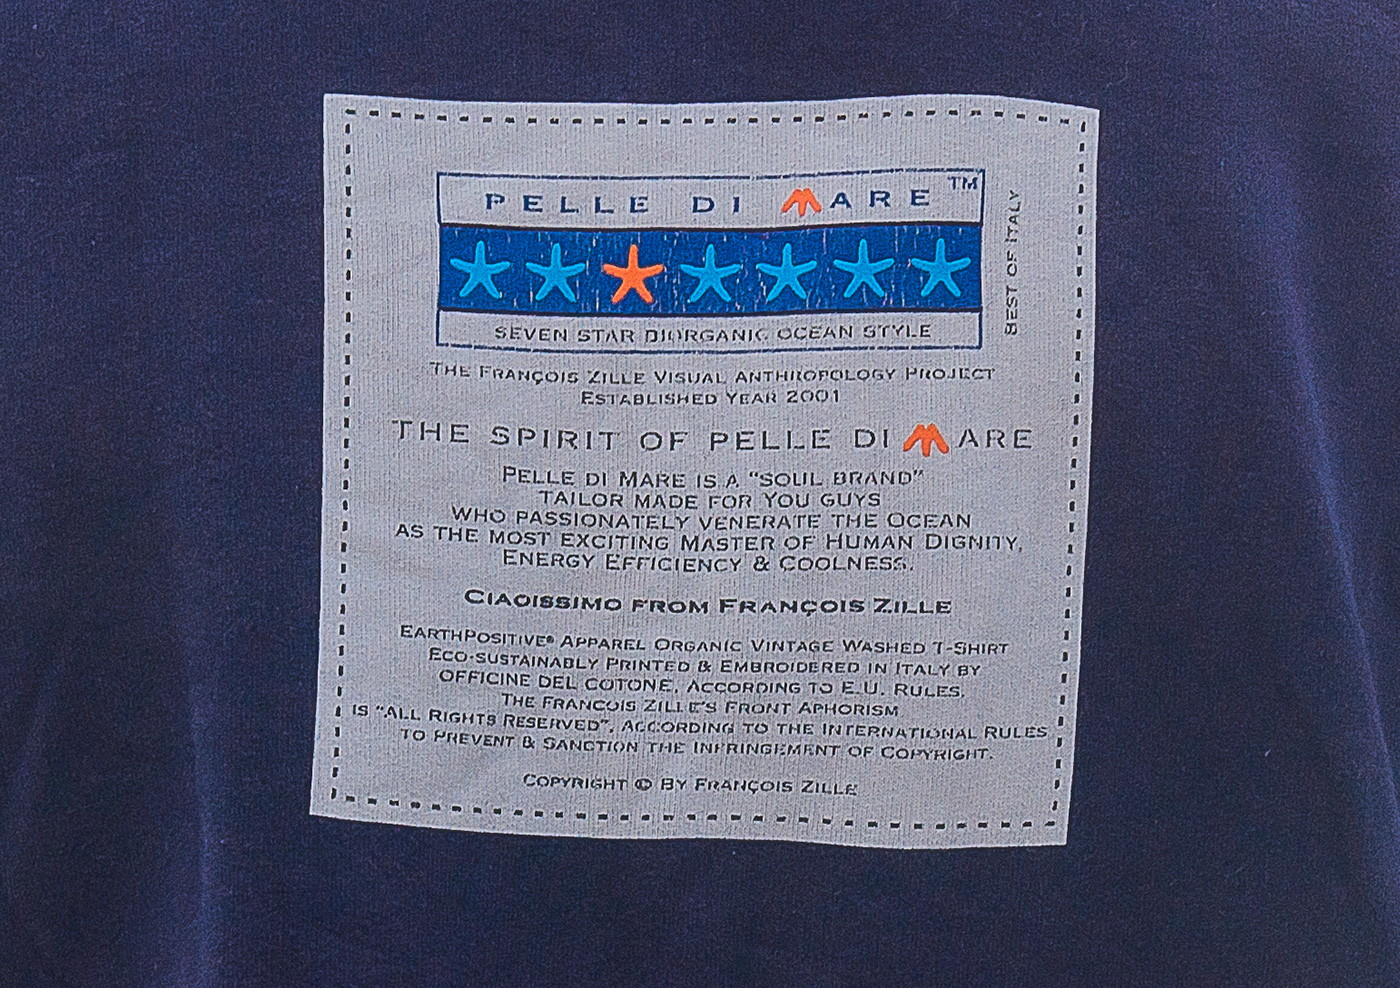 PELLE DI MARE™
SEVEN STAR DIORGANIC OCEAN STYLE
BEST OF ITALY
THE FRANÇOIS ZILLE VISUAL ANTHROPOLOGY PROJECT
ESTABLISHED YEAR 2001
THE SPIRIT OF PELLE DI MARE
PELLE DI MARE IS A “SOUL BRAND”
TAILOR MADE FOR YOU GUYS
WHO PASSIONATELY VENERATE THE OCEAN
AS THE MOST EXCITING MASTER OF HUMAN DIGNITY,
ENERGY EFFICIENCY & COOLNESS.
CIAOISSIMO FROM FRANÇOIS ZILLE
EARTHPOSITIVE® APPAREL ORGANIC VINTAGE WASHED T-SHIRT
ECO-SUSTAINABLY PRINTED & EMBROIDERED IN ITALY BY
OFFICINE DEL COTONE, ACCORDING TO E.U. RULES.
THE FRANCOIS ZILLE'S FRONT APHORISM
IS “ALL RIGHTS RESERVED”, ACCORDING TO THE INTERNATIONAL RULES
TO PREVENT & SANCTION THE INFRINGEMENT OF COPYRIGHT.
COPYRIGHT © BY FRANÇOIS ZILLE